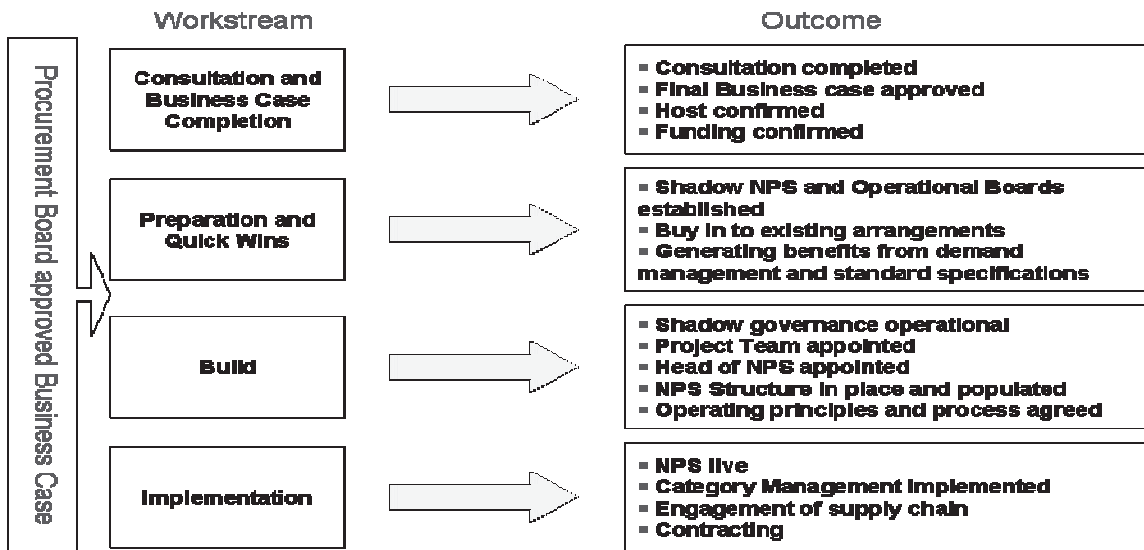 Workstream
Outcome
Procurement Board approved Business Case
Consultation and
Business Case
Completion
▪ Consultation completed
▪ Final Business case approved
▪ Host confirmed
▪ Funding confirmed
Preparation and
Quick Wins
▪ Shadow NPS and Operational Boards
established
▪ Buy in to existing arrangements
▪ Generating benefits from demand
management and standard specifications
Build
▪ Shadow governance operational
▪ Project Team appointed
▪ Head of NPS appointed
▪ NPS Structure in place and populated
▪ Operating principles and process agreed
Implementation
▪ NPS live
▪ Category Management Implemented
▪ Engagement of supply chain
▪ Contracting